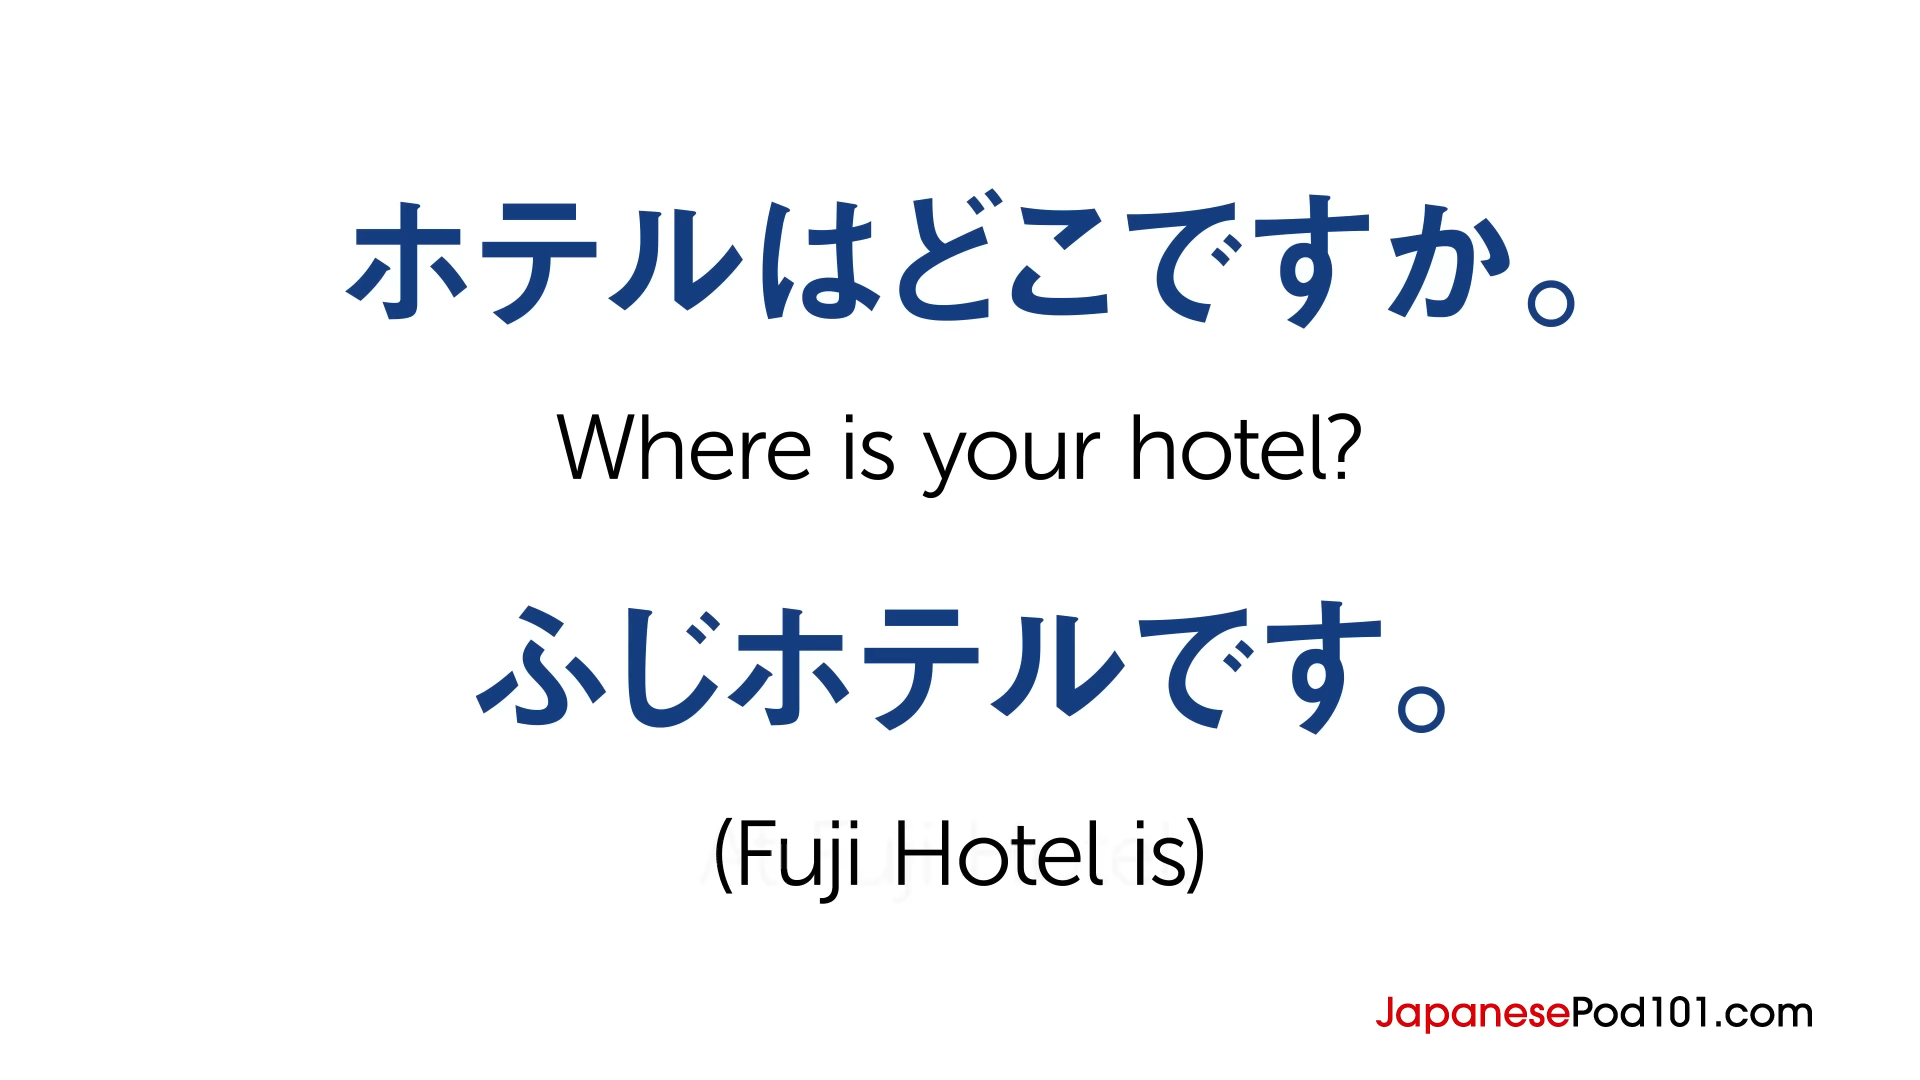 ホテルはどこですか。
Where is your hotel?
ふじホテルです。
(Fuji Hotel is)
JapanesePod101.com